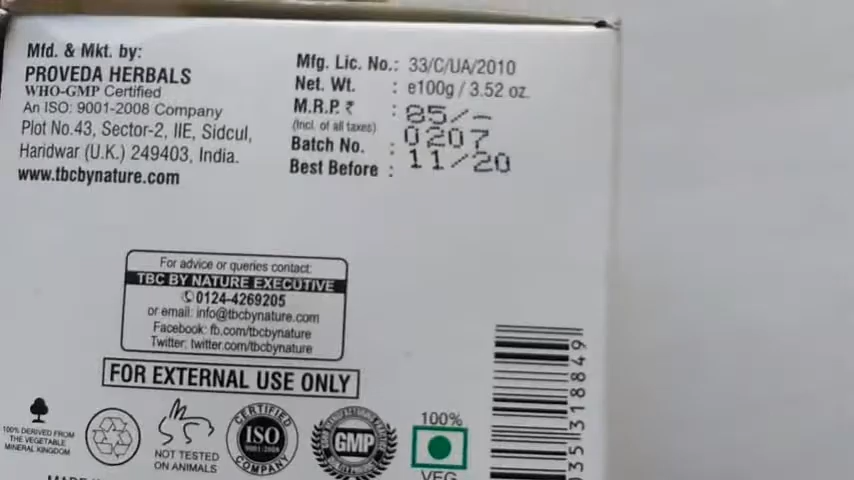 Mfd. & Mkt. by:
PROVEDA HERBALS
WHO-GMP Certified
An ISO: 9001-2008 Company
Plot No.43, Sector-2, IIE, Sidcul,
Haridwar (U.K.) 249403, India.
www.tbcbynature.com
Mfg. Lic. No.: 33/C/UA/2010
Net. Wt. : e100g / 3.52 oz.
M.R.P. ₹ : 85/-
(Incl. of all taxes)
Batch No. : 0207
Best Before : 11/20
For advice or queries contact:
TBC BY NATURE EXECUTIVE
0124-4269205
or email: info@tbcbynature.com
Facebook: fb.com/tbcbynature
Twitter: twitter.com/tbcbynature
FOR EXTERNAL USE ONLY
100% DERIVED FROM
THE VEGETABLE
MINERAL KINGDOM
NOT TESTED
ON ANIMALS
CERTIFIED
ISO
9001:2008
COMPANY
GMP
100%
VEG
35318849